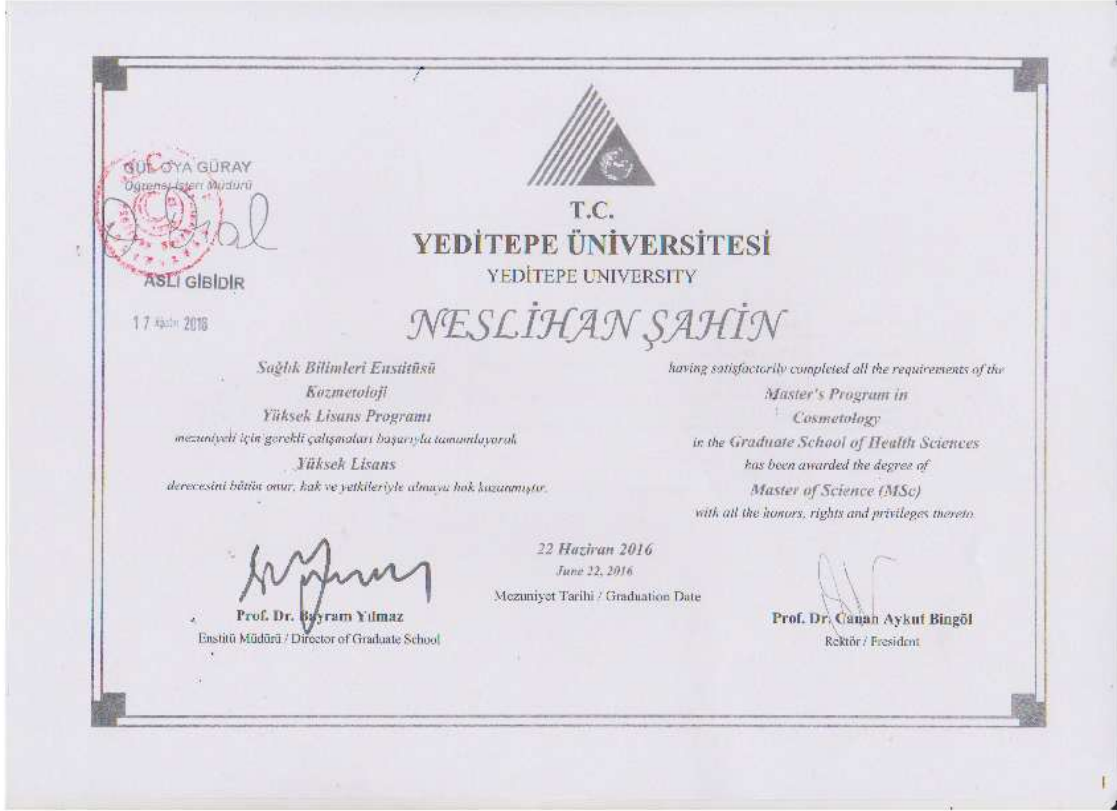 GÜL OYA GÜRAY
Öğrenci İşleri Müdürü
ASLI GİBİDİR
17 Ağustos 2016
T.C.
YEDİTEPE ÜNİVERSİTESİ
YEDİTEPE UNIVERSITY
NESLİHAN ŞAHİN
Sağlık Bilimleri Enstitüsü
Kozmetoloji
Yüksek Lisans Programı
mezuniyeti için gerekli çalışmaları başarıyla tamamlayarak
Yüksek Lisans
derecesini bütün onur, hak ve yetkileriyle almaya hak kazanmıştır.
having satisfactorily completed all the requirements of the
Master's Program in
Cosmetology
in the Graduate School of Health Sciences
has been awarded the degree of
Master of Science (MSc)
with all the honors, rights and privileges thereto.
22 Haziran 2016
June 22, 2016
Mezuniyet Tarihi / Graduation Date
Prof. Dr. Bayram Yılmaz
Enstitü Müdürü / Director of Graduate School
Prof. Dr. Canan Aykut Bingöl
Rektör / President